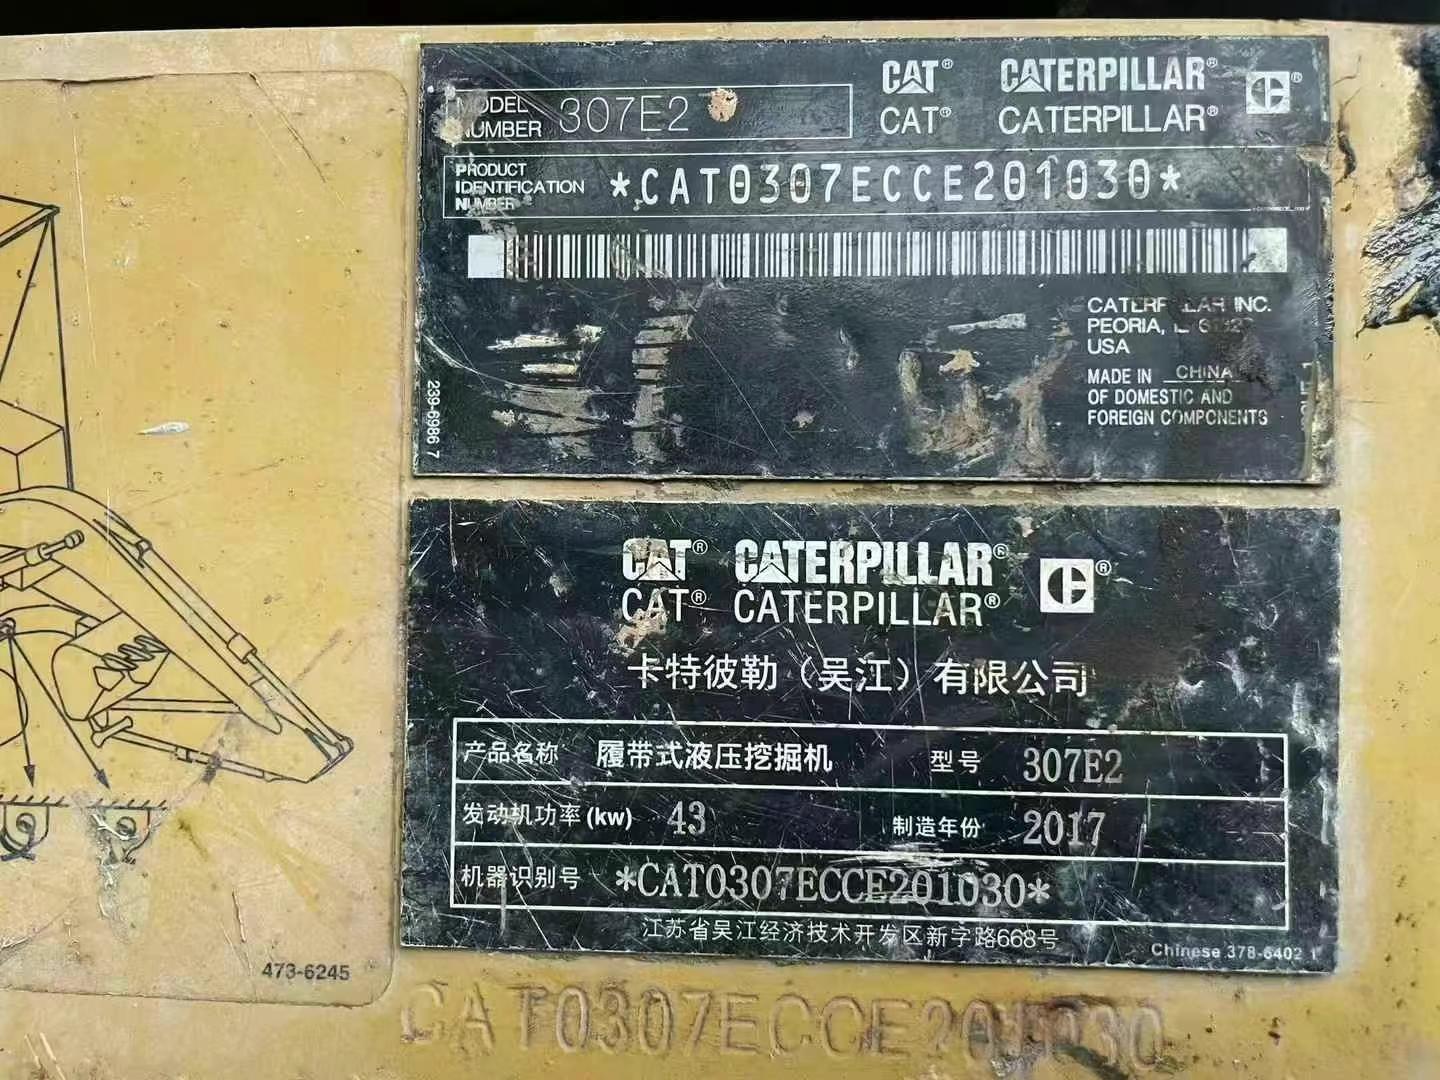 MODEL NUMBER 307E2
CAT® CATERPILLAR®
CAT® CATERPILLAR®
PRODUCT IDENTIFICATION NUMBER *CAT0307ECCE201030*
CATERPILLAR INC.
PEORIA, IL
USA
MADE IN CHINA
OF DOMESTIC AND
FOREIGN COMPONENTS
239-6986 7
CAT® CATERPILLAR®
CAT® CATERPILLAR®
卡特彼勒（吴江）有限公司
产品名称 履带式液压挖掘机 型号 307E2
发动机功率(kw) 43 制造年份 2017
机器识别号 *CAT0307ECCE201030*
江苏省吴江经济技术开发区新字路668号
Chinese 378-6402 1
473-6245
CAT0307ECCE201030